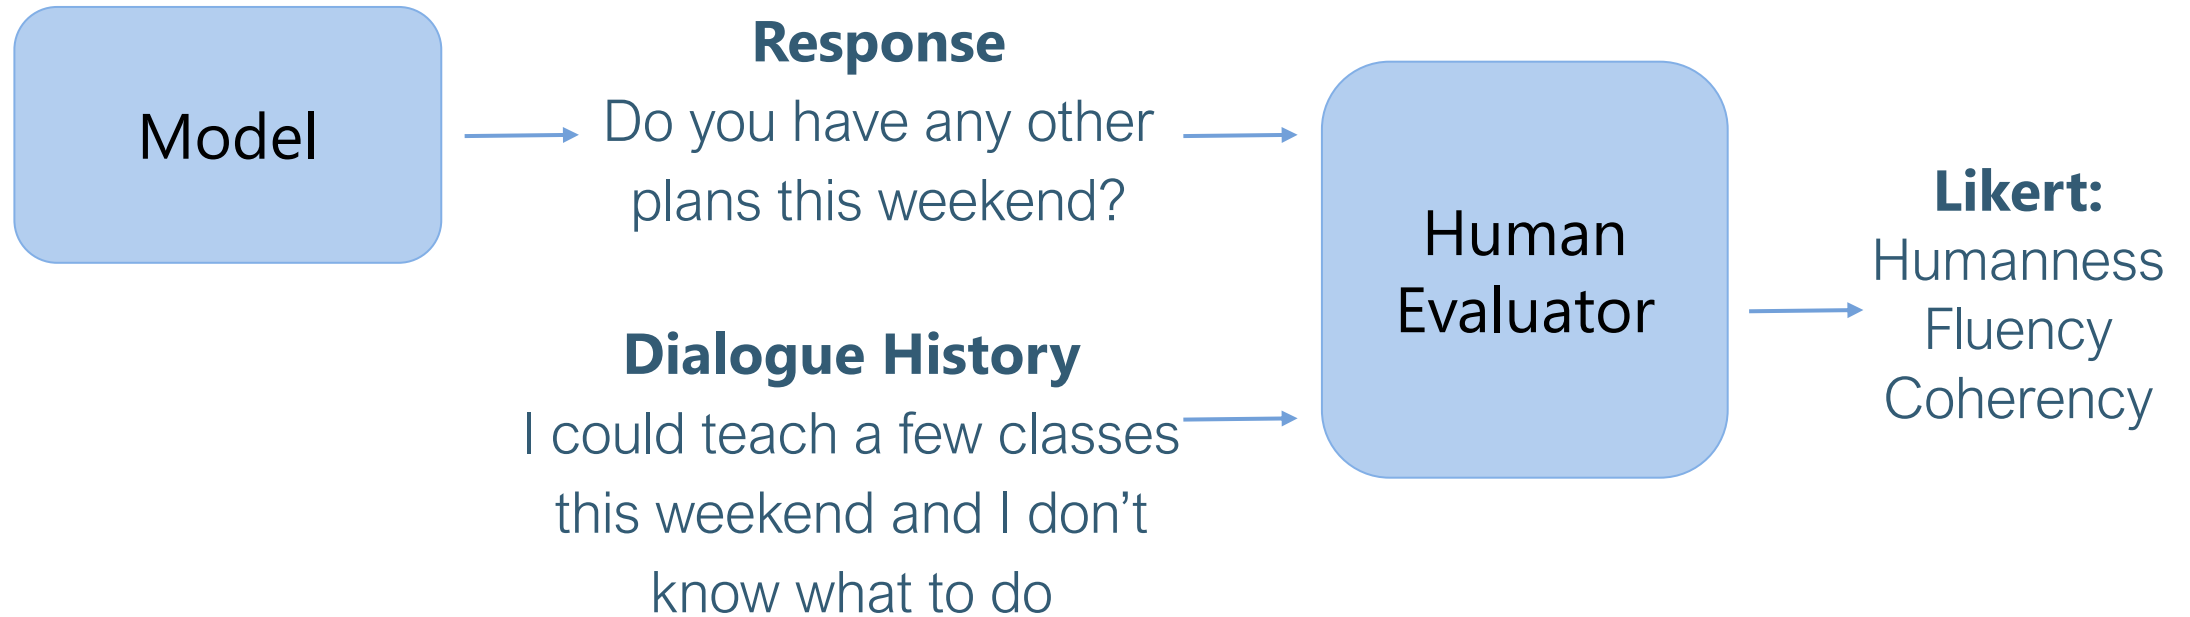 Model
Response
Do you have any other
plans this weekend?
Dialogue History
I could teach a few classes
this weekend and I don’t
know what to do
Human
Evaluator
Likert:
Humanness
Fluency
Coherency